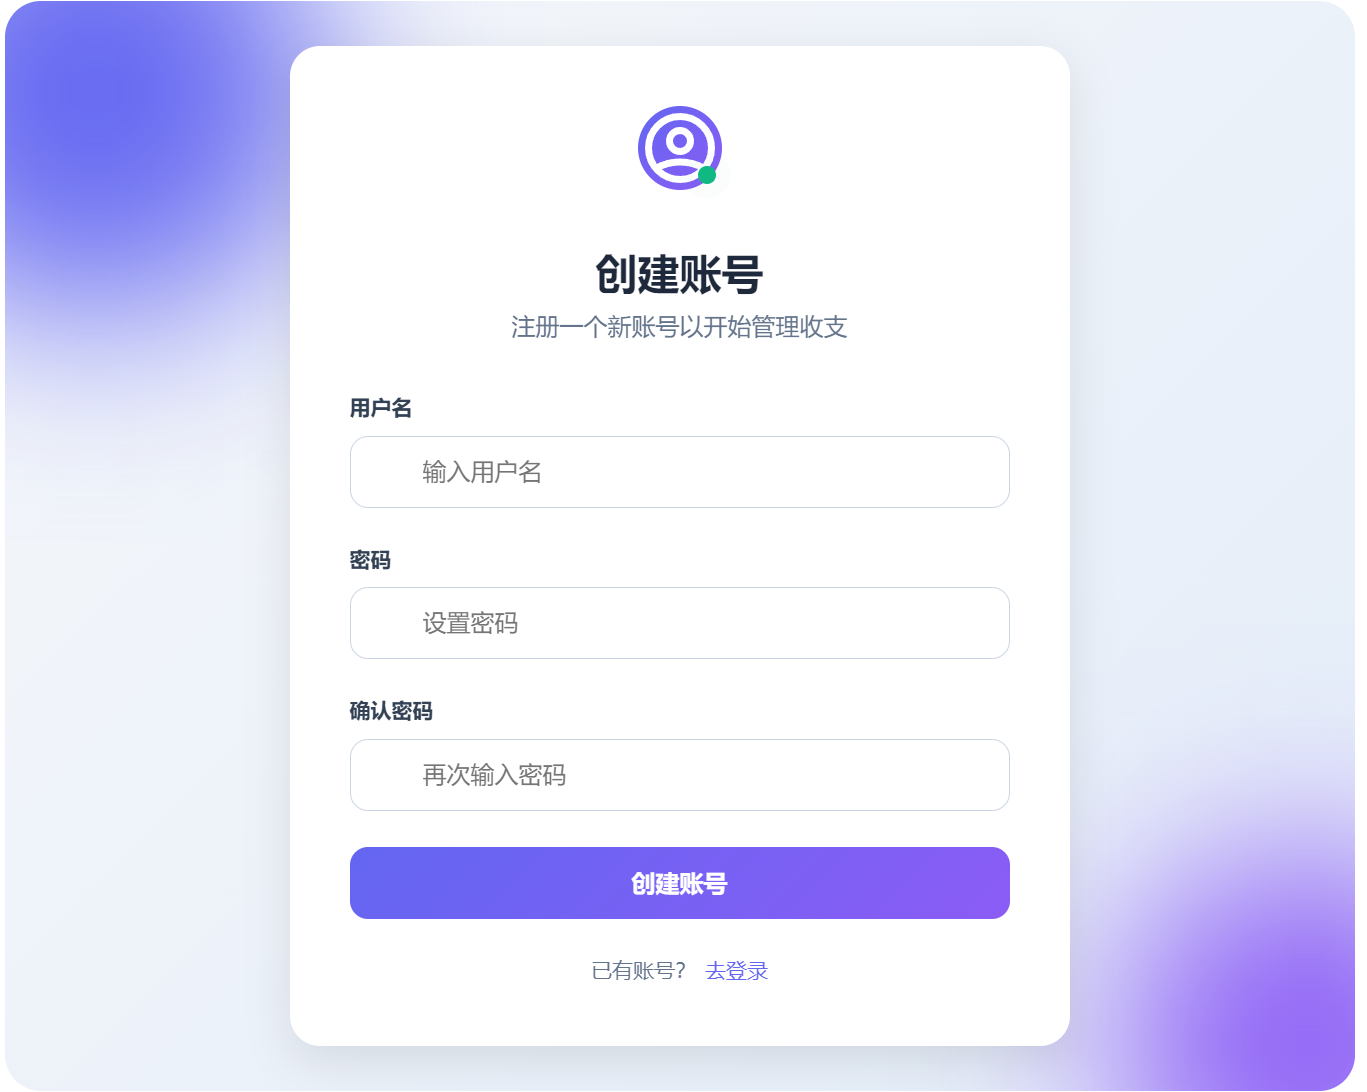 创建账号
注册一个新账号以开始管理收支
用户名
输入用户名
密码
设置密码
确认密码
再次输入密码
创建账号
已有账号？ 去登录